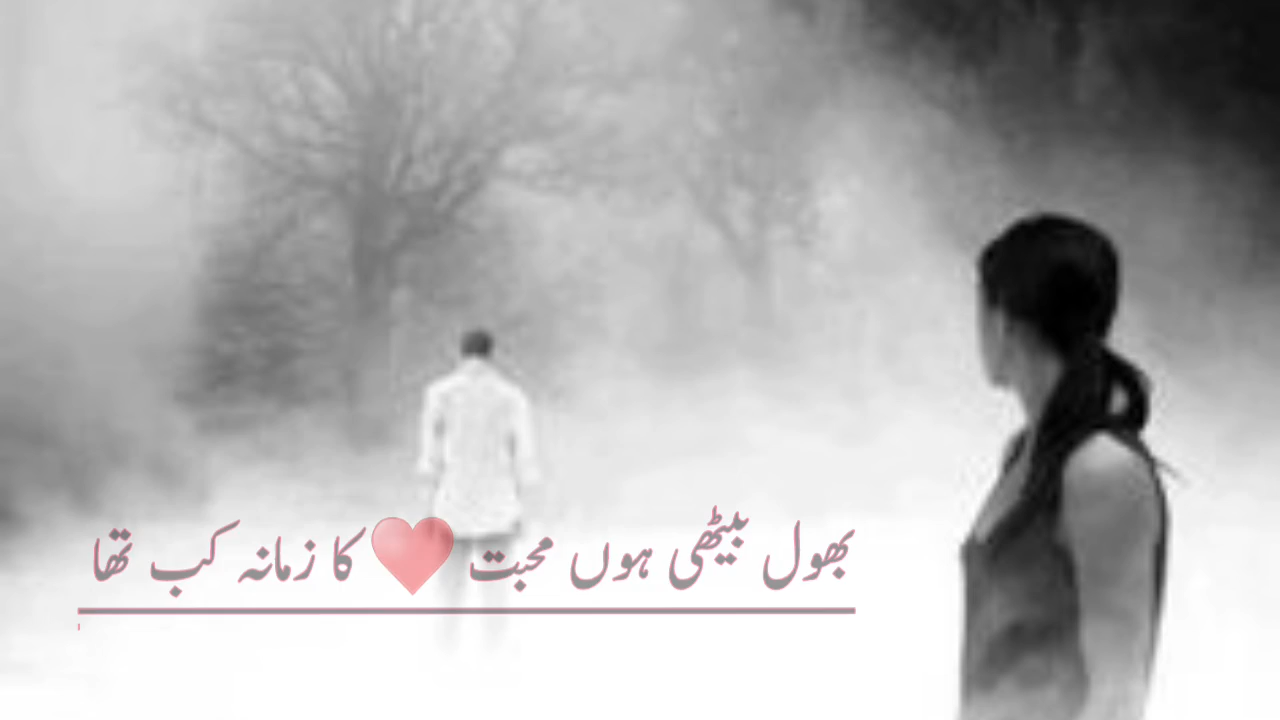 بھول بیٹھی ہوں محبت ❤ کا زمانہ کب تھا